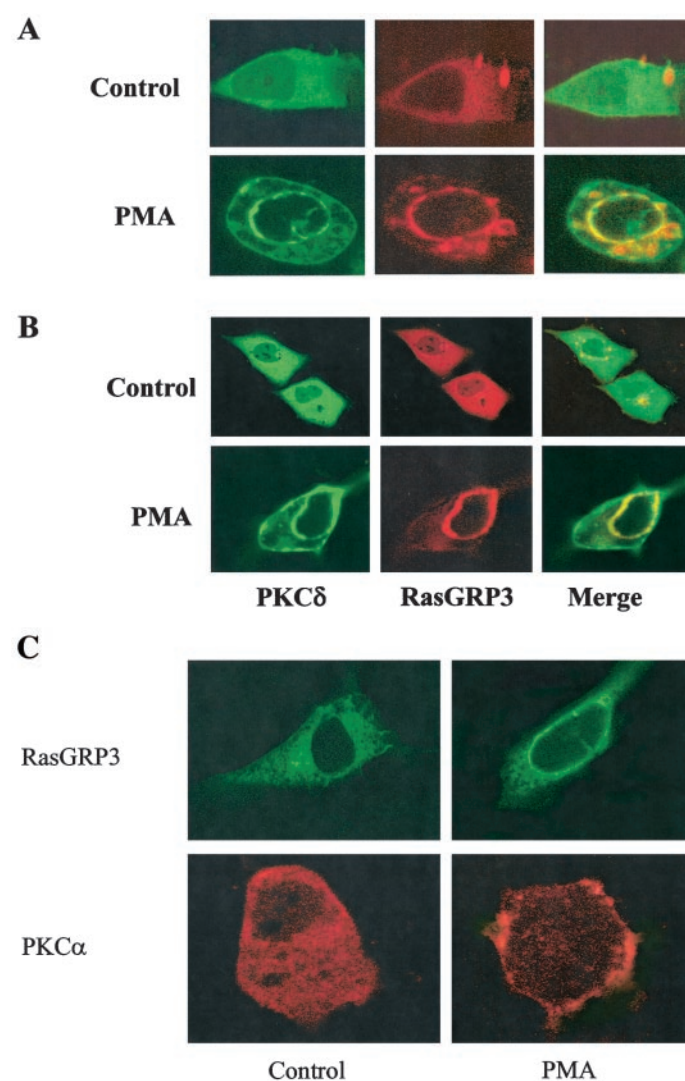 A
Control
PMA
B
Control
PMA
PKCδ RasGRP3 Merge
C
RasGRP3
PKCα
Control PMA